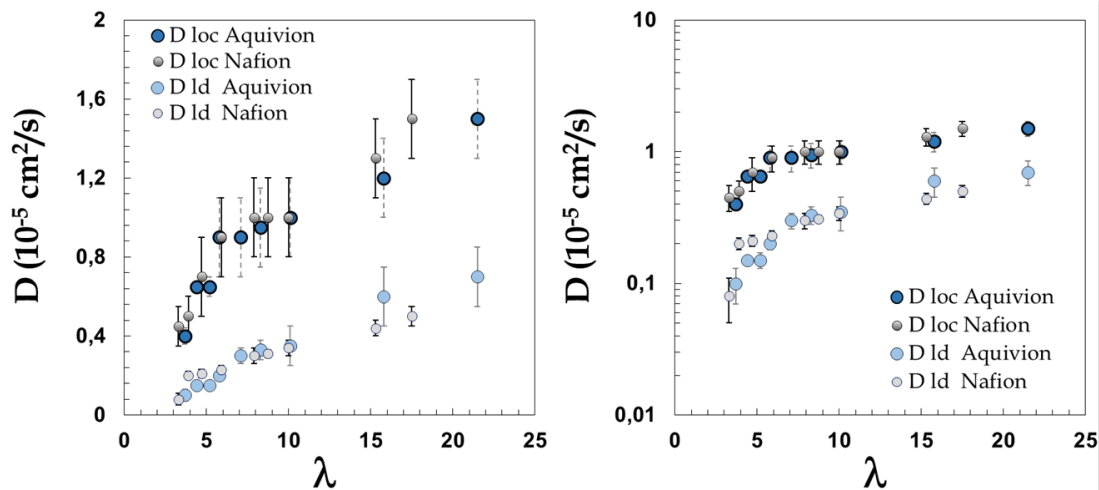 2
1,6
1,2
0,8
0,4
0
D (10⁻⁵ cm²/s)
D loc Aquivion
D loc Nafion
D ld Aquivion
D ld Nafion
0 5 10 15 20 25
λ
10
1
0,1
0,01
D (10⁻⁵ cm²/s)
D loc Aquivion
D loc Nafion
D ld Aquivion
D ld Nafion
0 5 10 15 20 25
λ